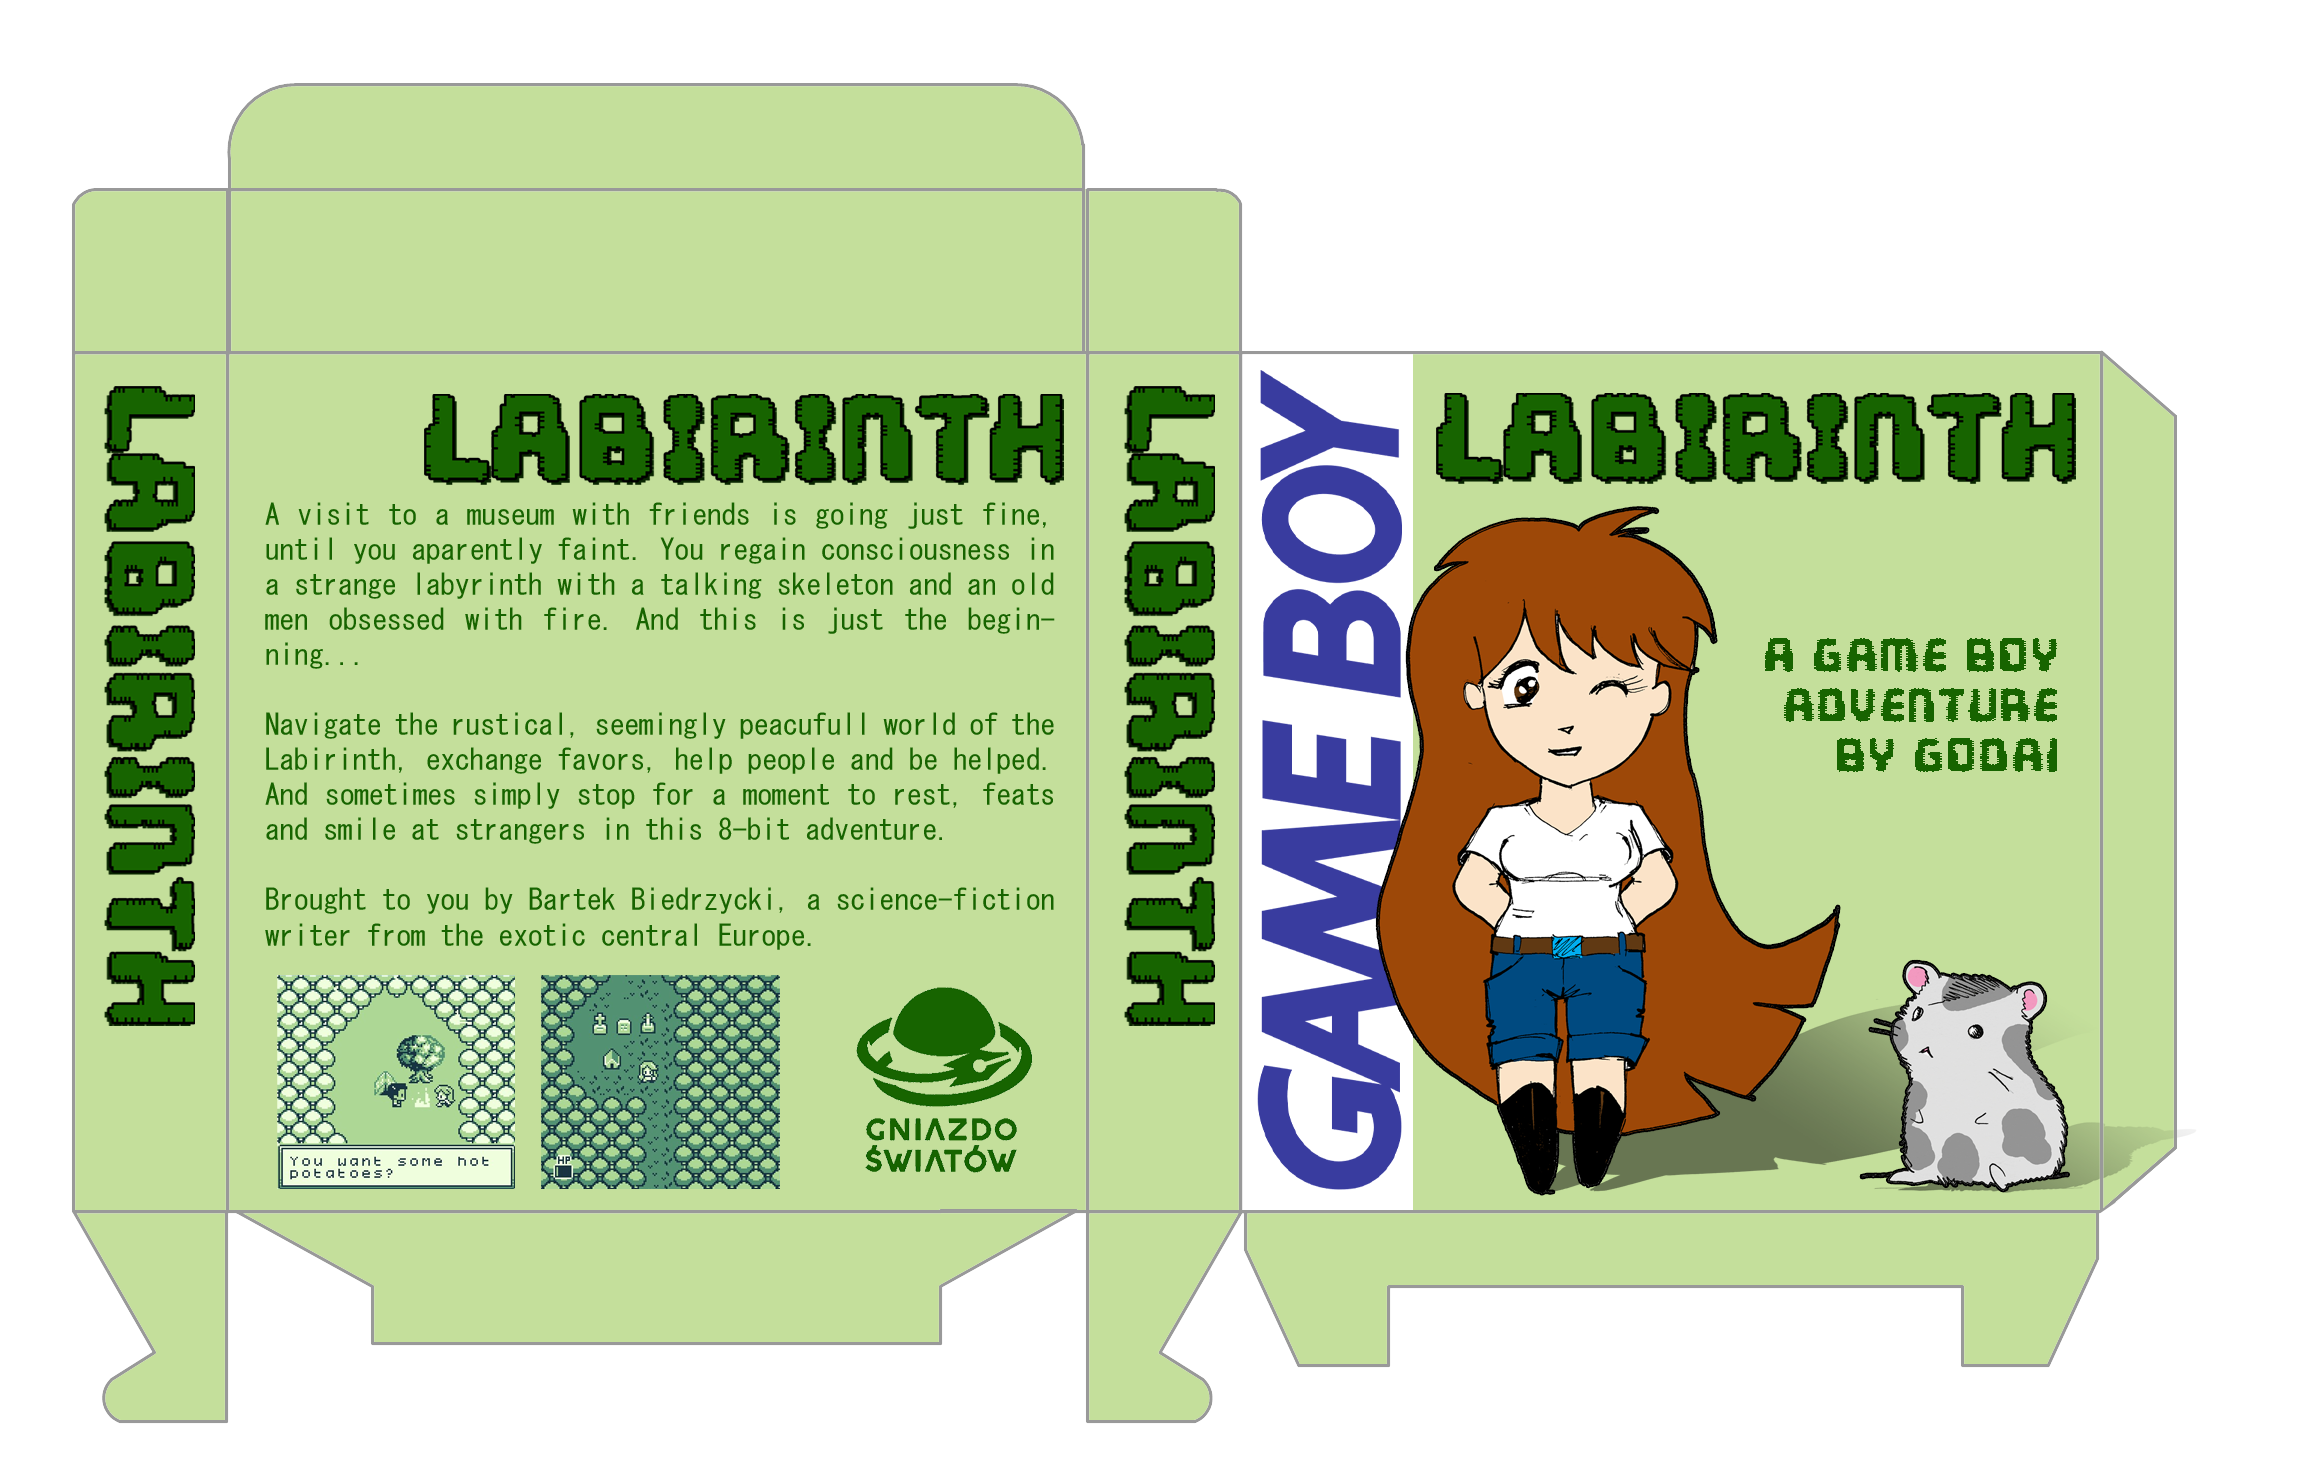 LABIRINTH
LABIRINTH
A visit to a museum with friends is going just fine,
until you aparently faint. You regain consciousness in
a strange labyrinth with a talking skeleton and an old
men obsessed with fire. And this is just the begin-
ning...
Navigate the rustical, seemingly peacufull world of the
Labirinth, exchange favors, help people and be helped.
And sometimes simply stop for a moment to rest, feats
and smile at strangers in this 8-bit adventure.
Brought to you by Bartek Biedrzycki, a science-fiction
writer from the exotic central Europe.
You want some hot
potatoes?
HP
GNIAZDO
ŚWIATÓW
LABIRINTH
GAME BOY
LABIRINTH
A GAME BOY
ADVENTURE
BY GODAI